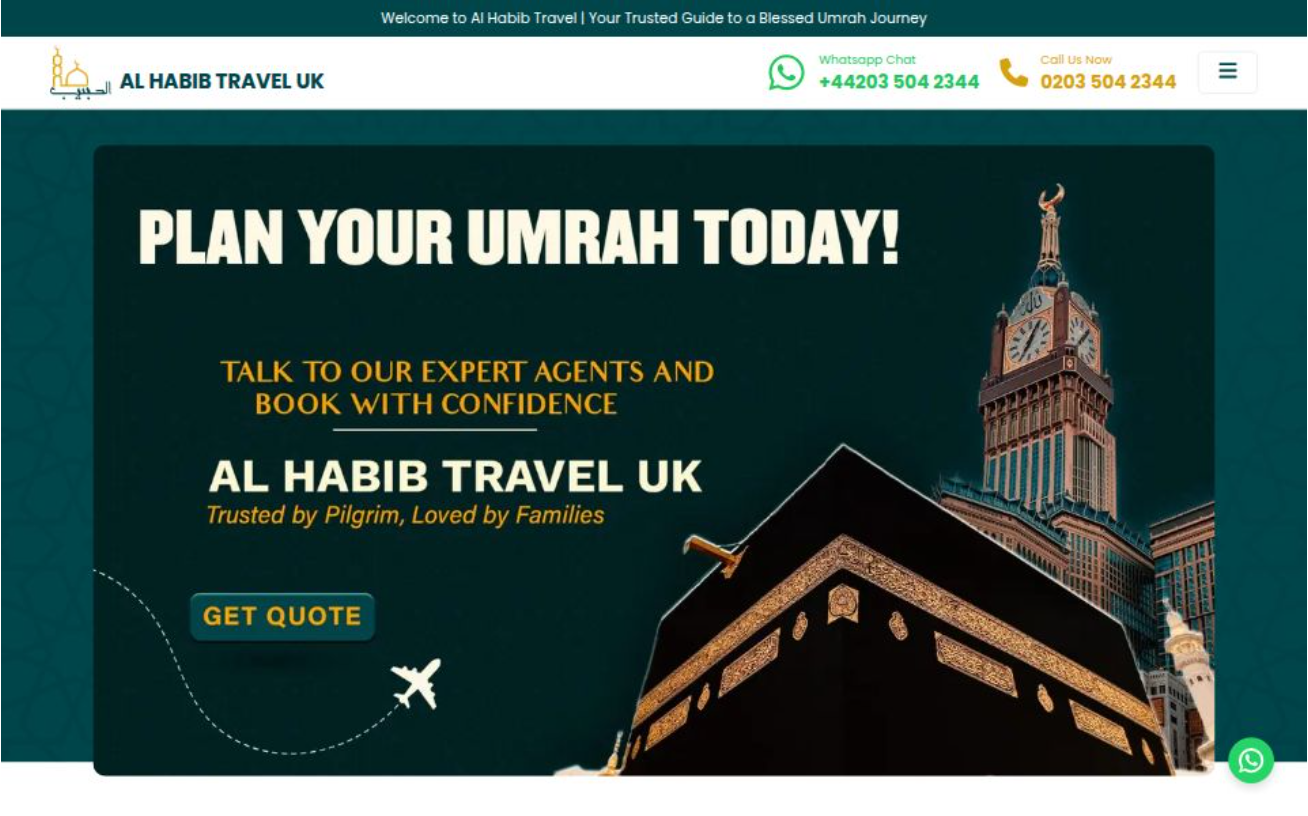 Welcome to Al Habib Travel | Your Trusted Guide to a Blessed Umrah Journey
الحبيب
AL HABIB TRAVEL UK
Whatsapp Chat
+44203 504 2344
Call Us Now
0203 504 2344
PLAN YOUR UMRAH TODAY!
TALK TO OUR EXPERT AGENTS AND
BOOK WITH CONFIDENCE
AL HABIB TRAVEL UK
Trusted by Pilgrim, Loved by Families
GET QUOTE